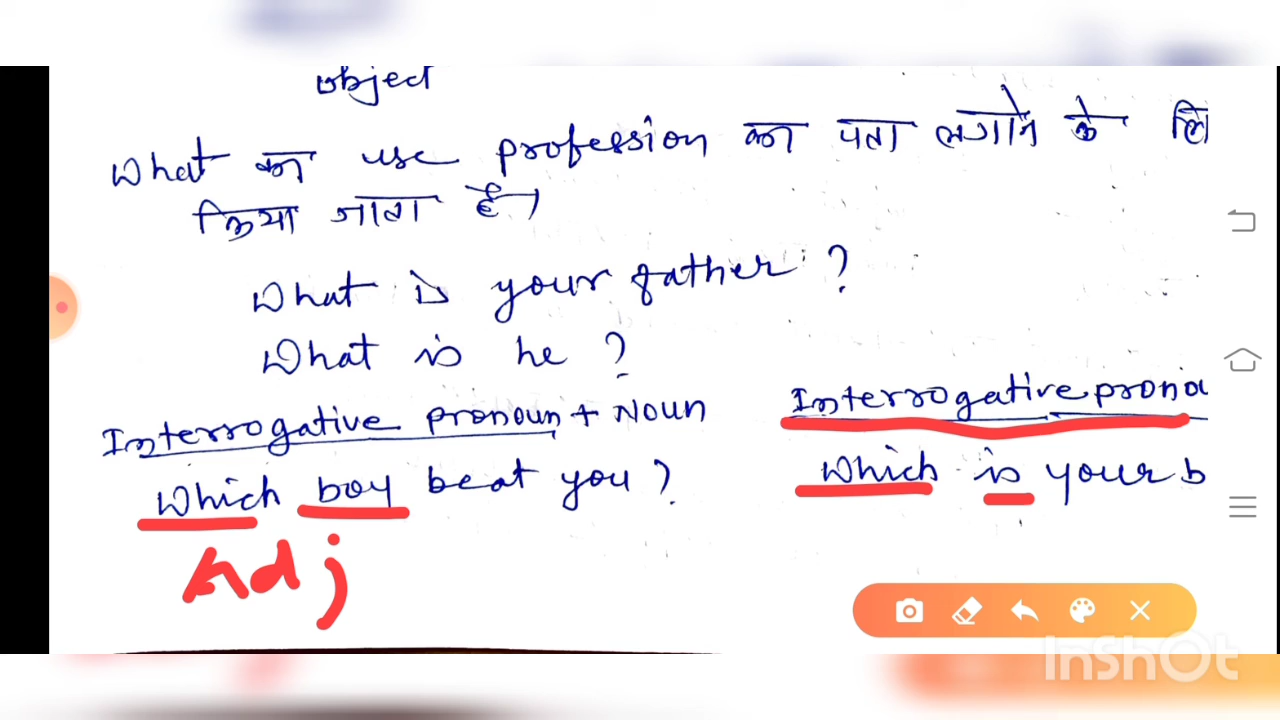 object
What का use profession का पता लगाने के लि
किया जाता है।
What is your father ?
What is he ?
Interrogative pronoun + Noun
Which boy beat you ?
Adj
Interrogative prono
Which is your b
InShOt